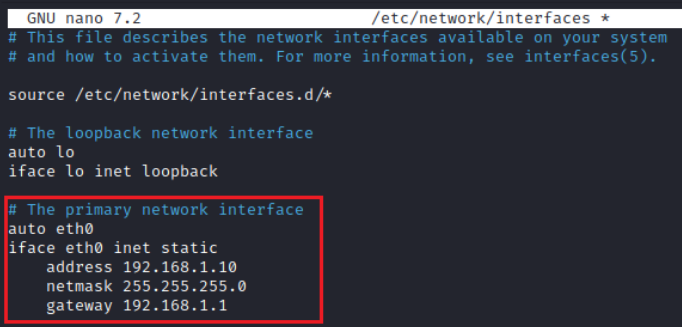 GNU nano 7.2 /etc/network/interfaces *
# This file describes the network interfaces available on your system
# and how to activate them. For more information, see interfaces(5).
source /etc/network/interfaces.d/*
# The loopback network interface
auto lo
iface lo inet loopback
# The primary network interface
auto eth0
iface eth0 inet static
address 192.168.1.10
netmask 255.255.255.0
gateway 192.168.1.1